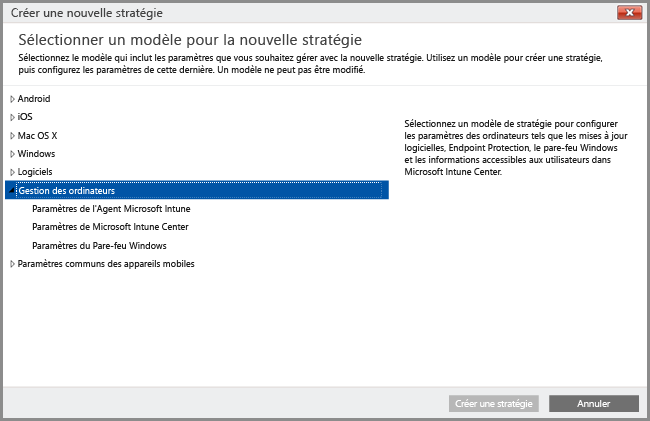 Créer une nouvelle stratégie
Sélectionner un modèle pour la nouvelle stratégie
Sélectionnez le modèle qui inclut les paramètres que vous souhaitez gérer avec la nouvelle stratégie. Utilisez un modèle pour créer une stratégie,
puis configurez les paramètres de cette dernière. Un modèle ne peut pas être modifié.
Android
iOS
Mac OS X
Windows
Logiciels
Gestion des ordinateurs
Paramètres de l'Agent Microsoft Intune
Paramètres de Microsoft Intune Center
Paramètres du Pare-feu Windows
Paramètres communs des appareils mobiles
Sélectionnez un modèle de stratégie pour configurer
les paramètres des ordinateurs tels que les mises à jour
logicielles, Endpoint Protection, le pare-feu Windows
et les informations accessibles aux utilisateurs dans
Microsoft Intune Center.
Créer une stratégie
Annuler